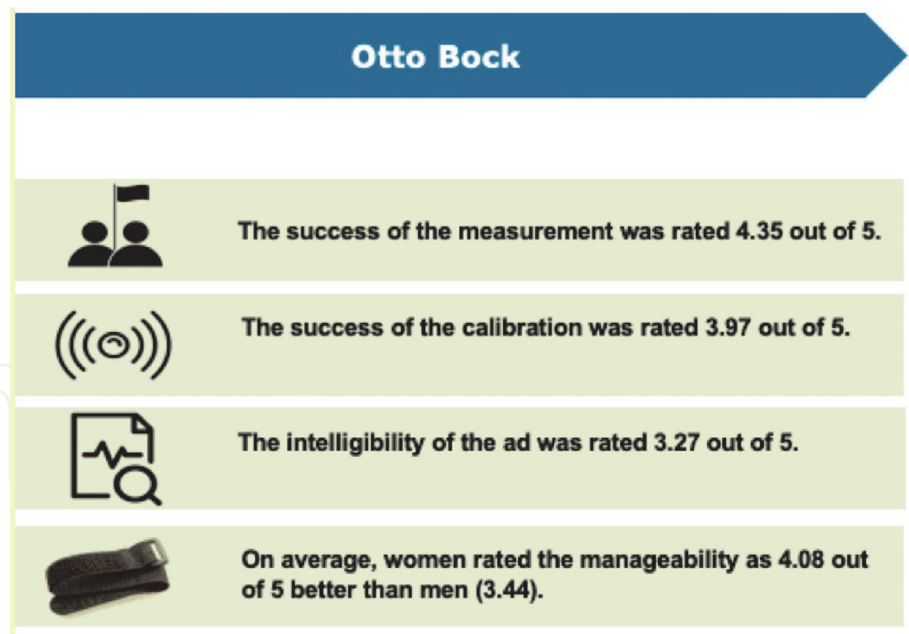 Otto Bock
The success of the measurement was rated 4.35 out of 5.
The success of the calibration was rated 3.97 out of 5.
The intelligibility of the ad was rated 3.27 out of 5.
On average, women rated the manageability as 4.08 out
of 5 better than men (3.44).